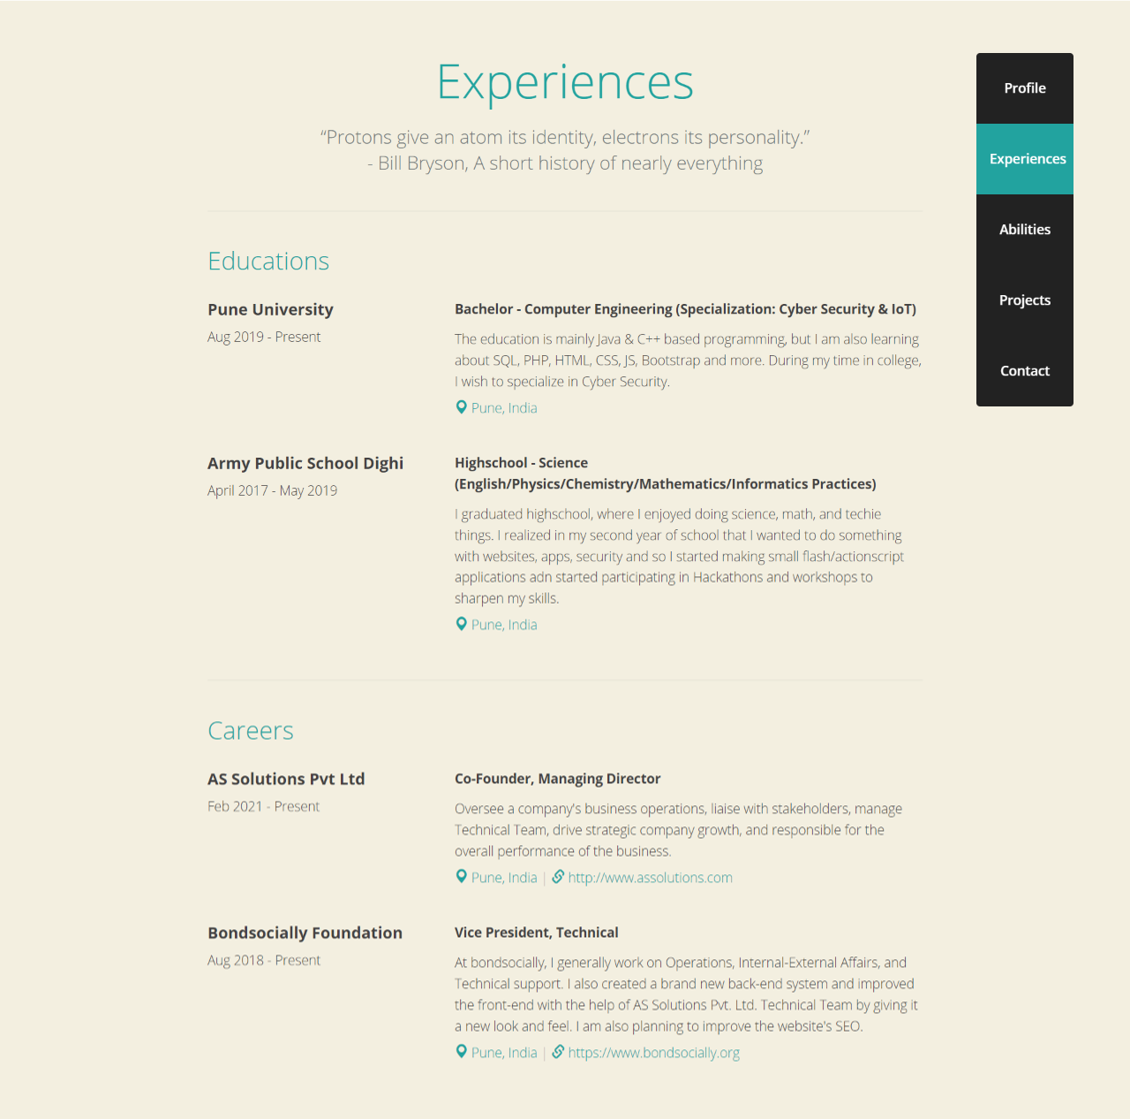 Experiences
“Protons give an atom its identity, electrons its personality.”
- Bill Bryson, A short history of nearly everything
Profile
Experiences
Abilities
Projects
Contact
Educations
Pune University
Aug 2019 - Present
Bachelor - Computer Engineering (Specialization: Cyber Security & IoT)
The education is mainly Java & C++ based programming, but I am also learning
about SQL, PHP, HTML, CSS, JS, Bootstrap and more. During my time in college,
I wish to specialize in Cyber Security.
Pune, India
Army Public School Dighi
April 2017 - May 2019
Highschool - Science
(English/Physics/Chemistry/Mathematics/Informatics Practices)
I graduated highschool, where I enjoyed doing science, math, and techie
things. I realized in my second year of school that I wanted to do something
with websites, apps, security and so I started making small flash/actionscript
applications adn started participating in Hackathons and workshops to
sharpen my skills.
Pune, India
Careers
AS Solutions Pvt Ltd
Feb 2021 - Present
Co-Founder, Managing Director
Oversee a company's business operations, liaise with stakeholders, manage
Technical Team, drive strategic company growth, and responsible for the
overall performance of the business.
Pune, India | http://www.assolutions.com
Bondsocially Foundation
Aug 2018 - Present
Vice President, Technical
At bondsocially, I generally work on Operations, Internal-External Affairs, and
Technical support. I also created a brand new back-end system and improved
the front-end with the help of AS Solutions Pvt. Ltd. Technical Team by giving it
a new look and feel. I am also planning to improve the website's SEO.
Pune, India | https://www.bondsocially.org